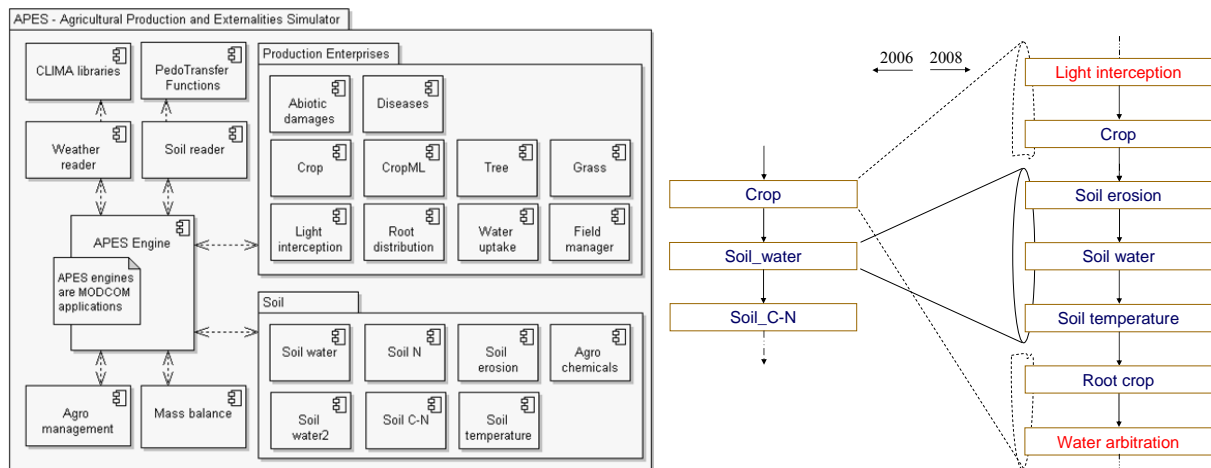 APES - Agricultural Production and Externalities Simulator
CLIMA libraries
PedoTransfer
Functions
Weather
reader
Soil reader
APES Engine
APES engines
are MODCOM
applications
Agro
management
Mass balance
Production Enterprises
Abiotic
damages
Diseases
Crop
CropML
Tree
Grass
Light
interception
Root
distribution
Water
uptake
Field
manager
Soil
Soil water
Soil N
Soil
erosion
Agro
chemicals
Soil
water2
Soil C-N
Soil
temperature
2006 2008
Crop
Soil_water
Soil_C-N
Light interception
Crop
Soil erosion
Soil water
Soil temperature
Root crop
Water arbitration